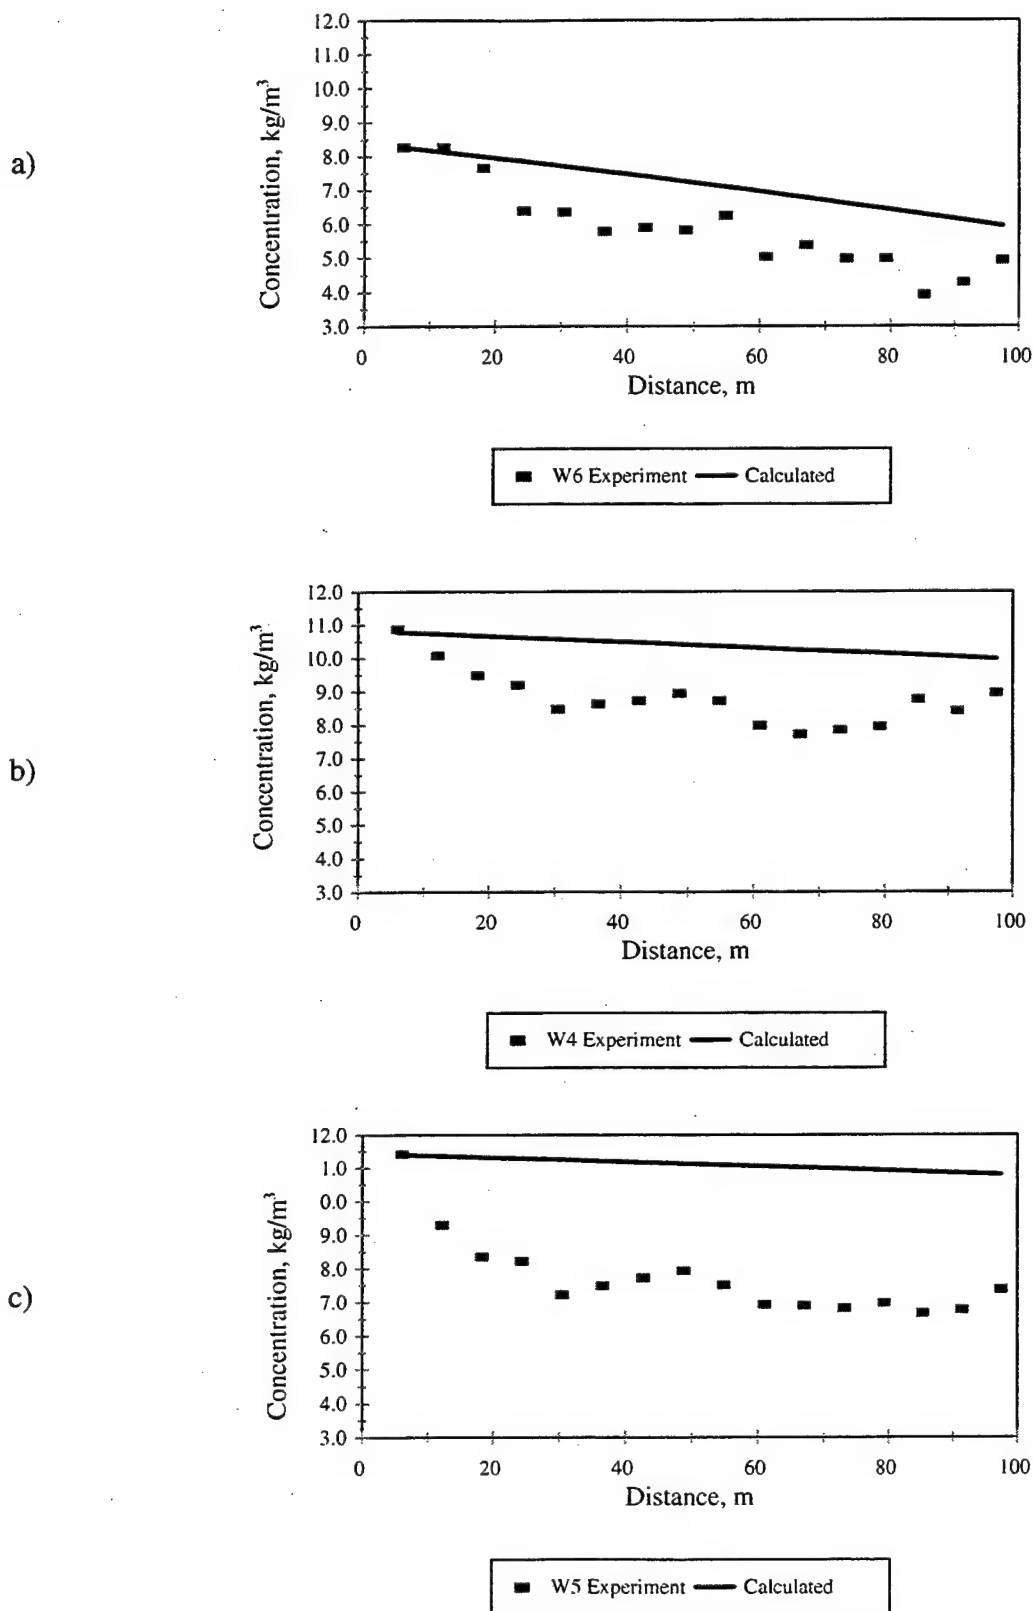 a)
Concentration, kg/m³
12.0
11.0
10.0
9.0
8.0
7.0
6.0
5.0
4.0
3.0
0 20 40 60 80 100
Distance, m
W6 Experiment Calculated
b)
Concentration, kg/m³
12.0
11.0
10.0
9.0
8.0
7.0
6.0
5.0
4.0
3.0
0 20 40 60 80 100
Distance, m
W4 Experiment Calculated
c)
Concentration, kg/m³
12.0
1.0
0.0
9.0
8.0
7.0
6.0
5.0
4.0
3.0
0 20 40 60 80 100
Distance, m
W5 Experiment Calculated